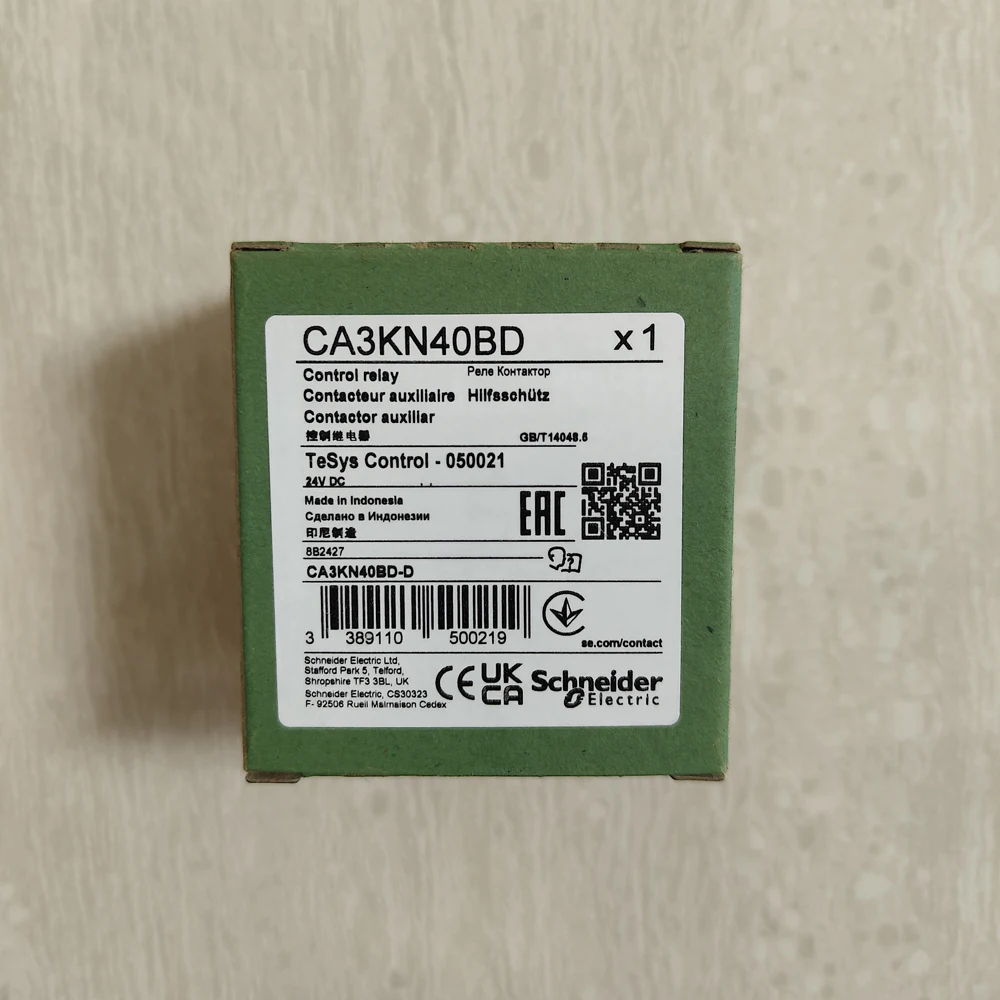 CA3KN40BD x 1
Control relay Реле Контактор
Contacteur auxiliaire Hilfsschütz
Contactor auxiliar
控制继电器 GB/T14048.5
TeSys Control - 050021
24V DC
Made in Indonesia
Сделано в Индонезии
印尼制造
EAC
8B2427
CA3KN40BD-D
3 389110 500219
se.com/contact
Schneider Electric Ltd,
Stafford Park 5, Telford,
Shropshire TF3 3BL, UK
Schneider Electric, CS30323
F- 92506 Rueil Malmaison Cedex
CE UK
CA
Schneider
Electric